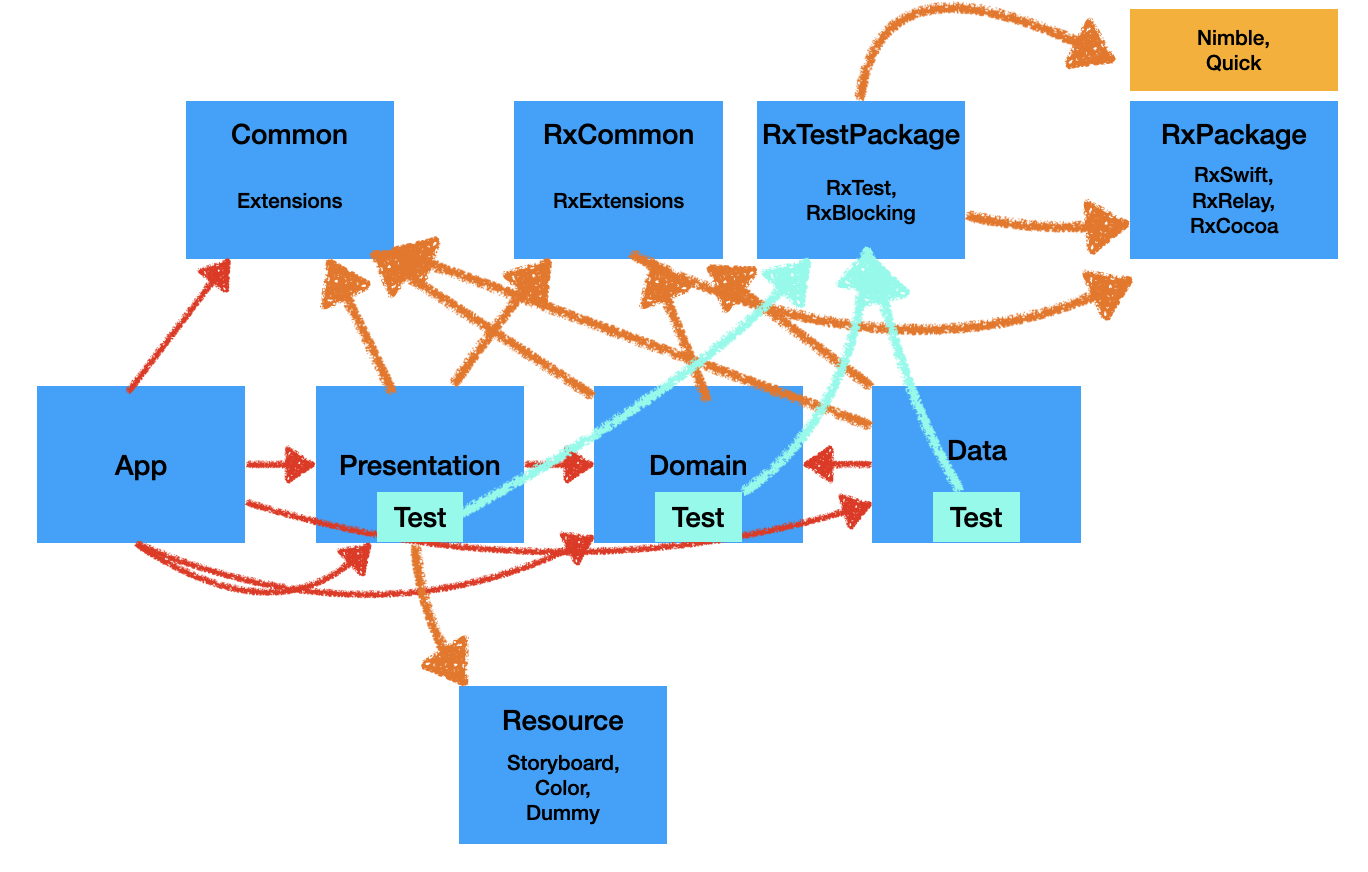 Nimble,
Quick
Common
Extensions
RxCommon
RxExtensions
RxTestPackage
RxTest,
RxBlocking
RxPackage
RxSwift,
RxRelay,
RxCocoa
App
Presentation
Test
Domain
Test
Data
Test
Resource
Storyboard,
Color,
Dummy